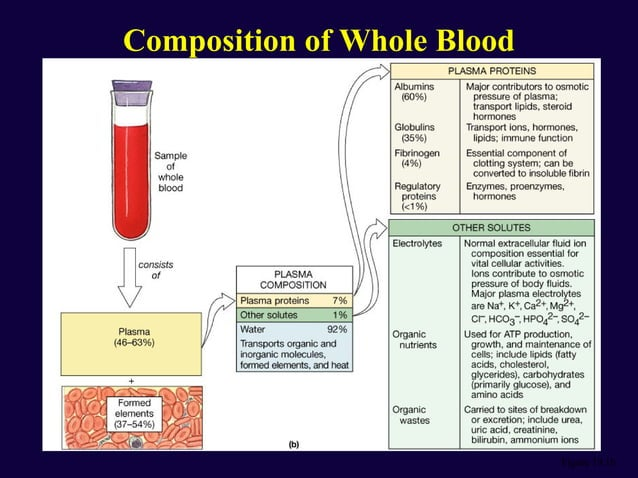 Composition of Whole Blood
Sample
of
whole
blood
consists
of
Plasma
(46–63%)
+
Formed
elements
(37–54%)
PLASMA
COMPOSITION
Plasma proteins 7%
Other solutes 1%
Water 92%
Transports organic and
inorganic molecules,
formed elements, and heat
(b)
PLASMA PROTEINS
Albumins
(60%)
Major contributors to osmotic
pressure of plasma;
transport lipids, steroid
hormones
Globulins
(35%)
Transport ions, hormones,
lipids; immune function
Fibrinogen
(4%)
Essential component of
clotting system; can be
converted to insoluble fibrin
Regulatory
proteins
(<1%)
Enzymes, proenzymes,
hormones
OTHER SOLUTES
Electrolytes
Normal extracellular fluid ion
composition essential for
vital cellular activities.
Ions contribute to osmotic
pressure of body fluids.
Major plasma electrolytes
are Na⁺, K⁺, Ca²⁺, Mg²⁺,
Cl⁻, HCO₃⁻, HPO₄²⁻, SO₄²⁻
Organic
nutrients
Used for ATP production,
growth, and maintenance of
cells; include lipids (fatty
acids, cholesterol,
glycerides), carbohydrates
(primarily glucose), and
amino acids
Organic
wastes
Carried to sites of breakdown
or excretion; include urea,
uric acid, creatinine,
bilirubin, ammonium ions